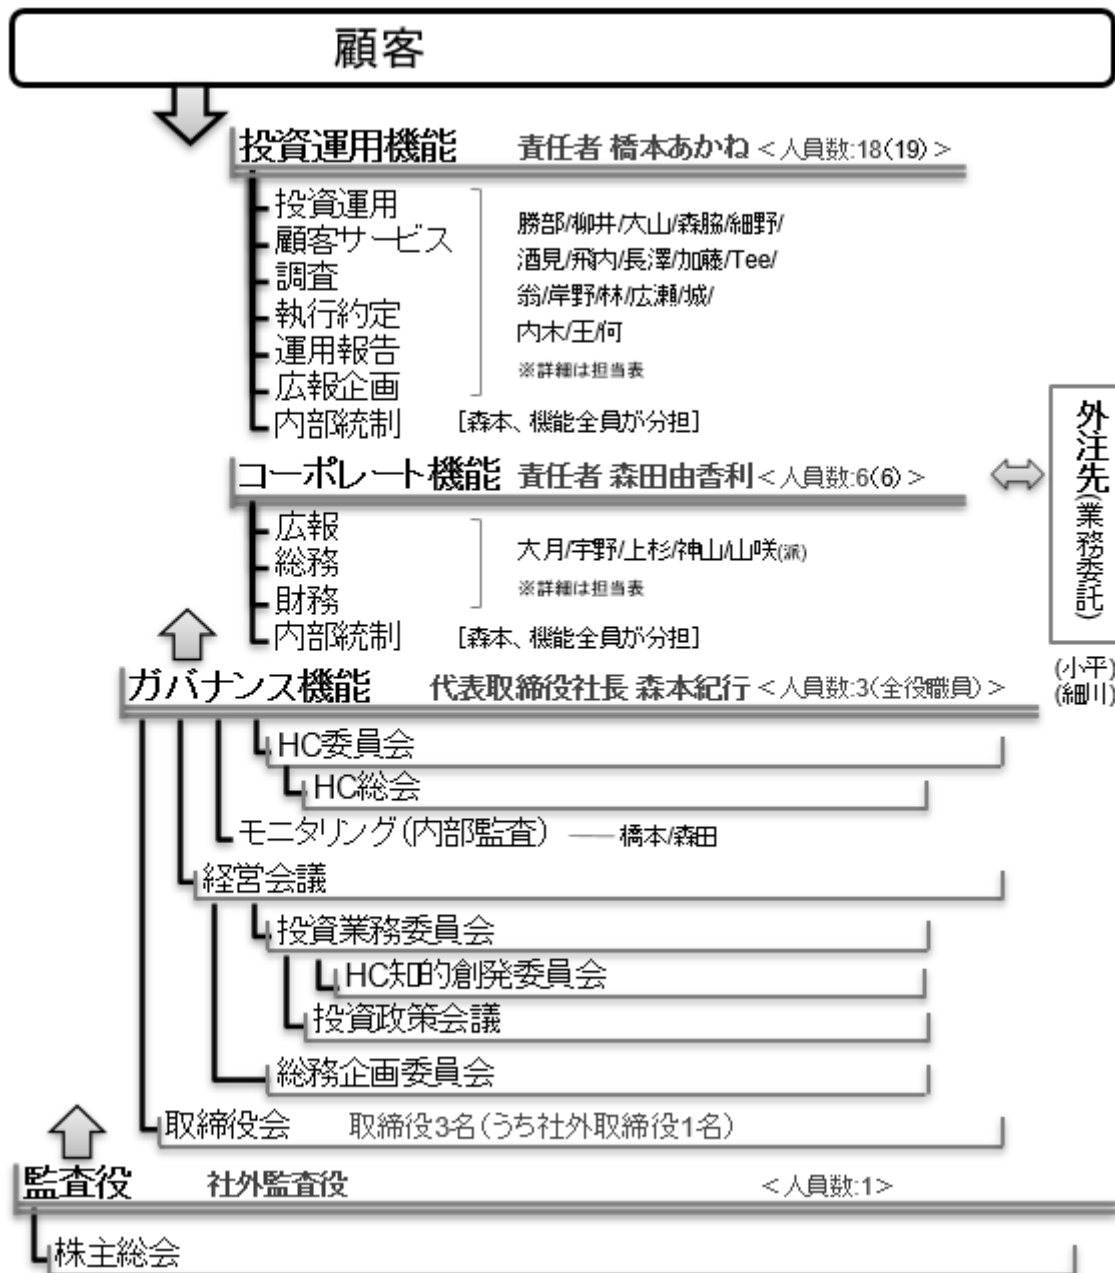 顧客
投資運用機能 責任者 橋本あかね <人員数:18(19)>
投資運用
顧客サービス
調査
執行約定
運用報告
広報企画
勝部/柳井/大山/森脇/細野/
酒見/飛内/長澤/加藤/Tee/
翁/岸野/林/広瀬/城/
内木/王/何
※詳細は担当表
内部統制 [森本、機能全員が分担]
コーポレート機能 責任者 森田由香利 <人員数:6(6)>
広報
総務
財務
大月/宇野/上杉/神山/山咲(派)
※詳細は担当表
内部統制 [森本、機能全員が分担]
外注先(業務委託)
(小平)
(細川)
ガバナンス機能 代表取締役社長 森本紀行 <人員数:3(全役職員)>
HC委員会
HC総会
モニタリング(内部監査) ── 橋本/森田
経営会議
投資業務委員会
HC知的創発委員会
投資政策会議
総務企画委員会
取締役会 取締役3名(うち社外取締役1名)
監査役 社外監査役 <人員数:1>
株主総会